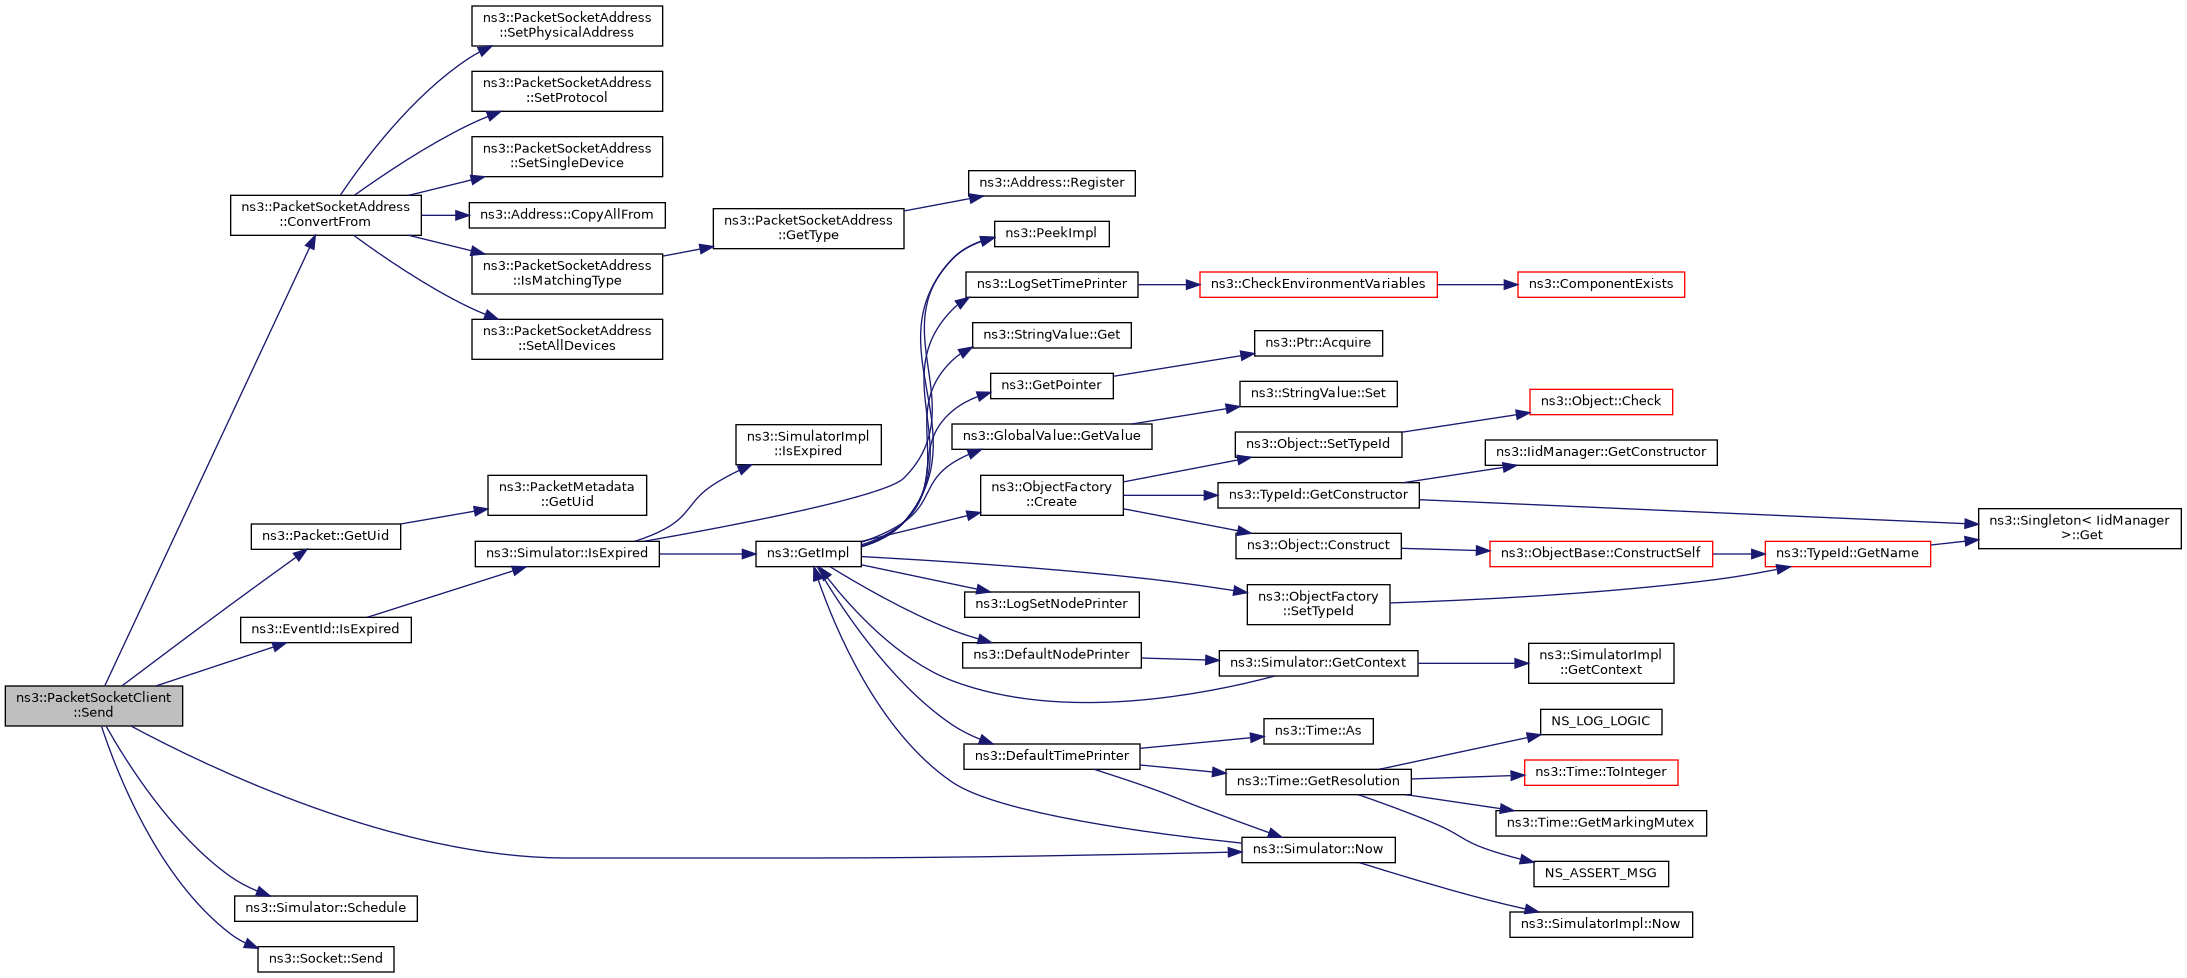 ns3::PacketSocketClient
::Send
ns3::PacketSocketAddress
::ConvertFrom
ns3::Packet::GetUid
ns3::EventId::IsExpired
ns3::Simulator::Schedule
ns3::Socket::Send
ns3::PacketSocketAddress
::SetPhysicalAddress
ns3::PacketSocketAddress
::SetProtocol
ns3::PacketSocketAddress
::SetSingleDevice
ns3::Address::CopyAllFrom
ns3::PacketSocketAddress
::IsMatchingType
ns3::PacketSocketAddress
::SetAllDevices
ns3::PacketMetadata
::GetUid
ns3::Simulator::IsExpired
ns3::PacketSocketAddress
::GetType
ns3::SimulatorImpl
::IsExpired
ns3::GetImpl
ns3::Address::Register
ns3::PeekImpl
ns3::LogSetTimePrinter
ns3::StringValue::Get
ns3::GetPointer
ns3::GlobalValue::GetValue
ns3::ObjectFactory
::Create
ns3::LogSetNodePrinter
ns3::DefaultNodePrinter
ns3::DefaultTimePrinter
ns3::CheckEnvironmentVariables
ns3::Ptr::Acquire
ns3::StringValue::Set
ns3::Object::SetTypeId
ns3::TypeId::GetConstructor
ns3::Object::Construct
ns3::ObjectFactory
::SetTypeId
ns3::Simulator::GetContext
ns3::Time::As
ns3::Time::GetResolution
ns3::Simulator::Now
ns3::ComponentExists
ns3::Object::Check
ns3::IidManager::GetConstructor
ns3::ObjectBase::ConstructSelf
ns3::SimulatorImpl
::GetContext
NS_LOG_LOGIC
ns3::Time::ToInteger
ns3::Time::GetMarkingMutex
NS_ASSERT_MSG
ns3::SimulatorImpl::Now
ns3::TypeId::GetName
ns3::Singleton< IidManager
>::Get